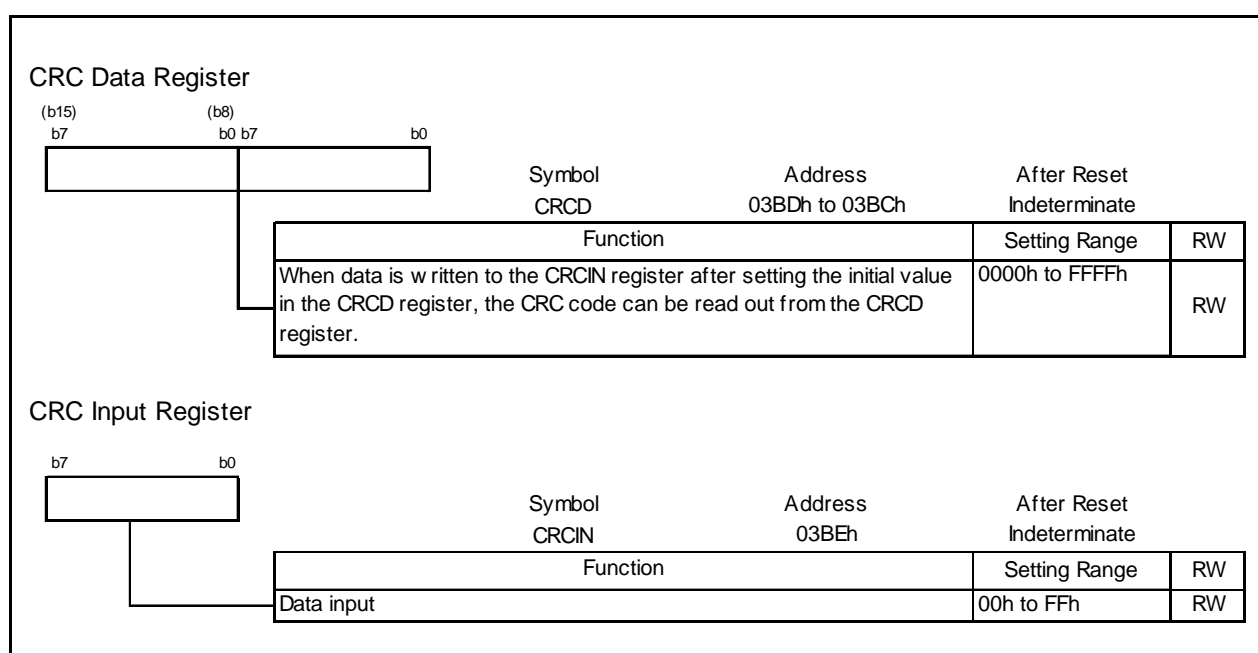 CRC Data Register
(b15) (b8)
b7 b0 b7 b0
Symbol Address After Reset
CRCD 03BDh to 03BCh Indeterminate
Function Setting Range RW
When data is w ritten to the CRCIN register after setting the initial value 0000h to FFFFh
in the CRCD register, the CRC code can be read out from the CRCD RW
register.
CRC Input Register
b7 b0
Symbol Address After Reset
CRCIN 03BEh Indeterminate
Function Setting Range RW
Data input 00h to FFh RW